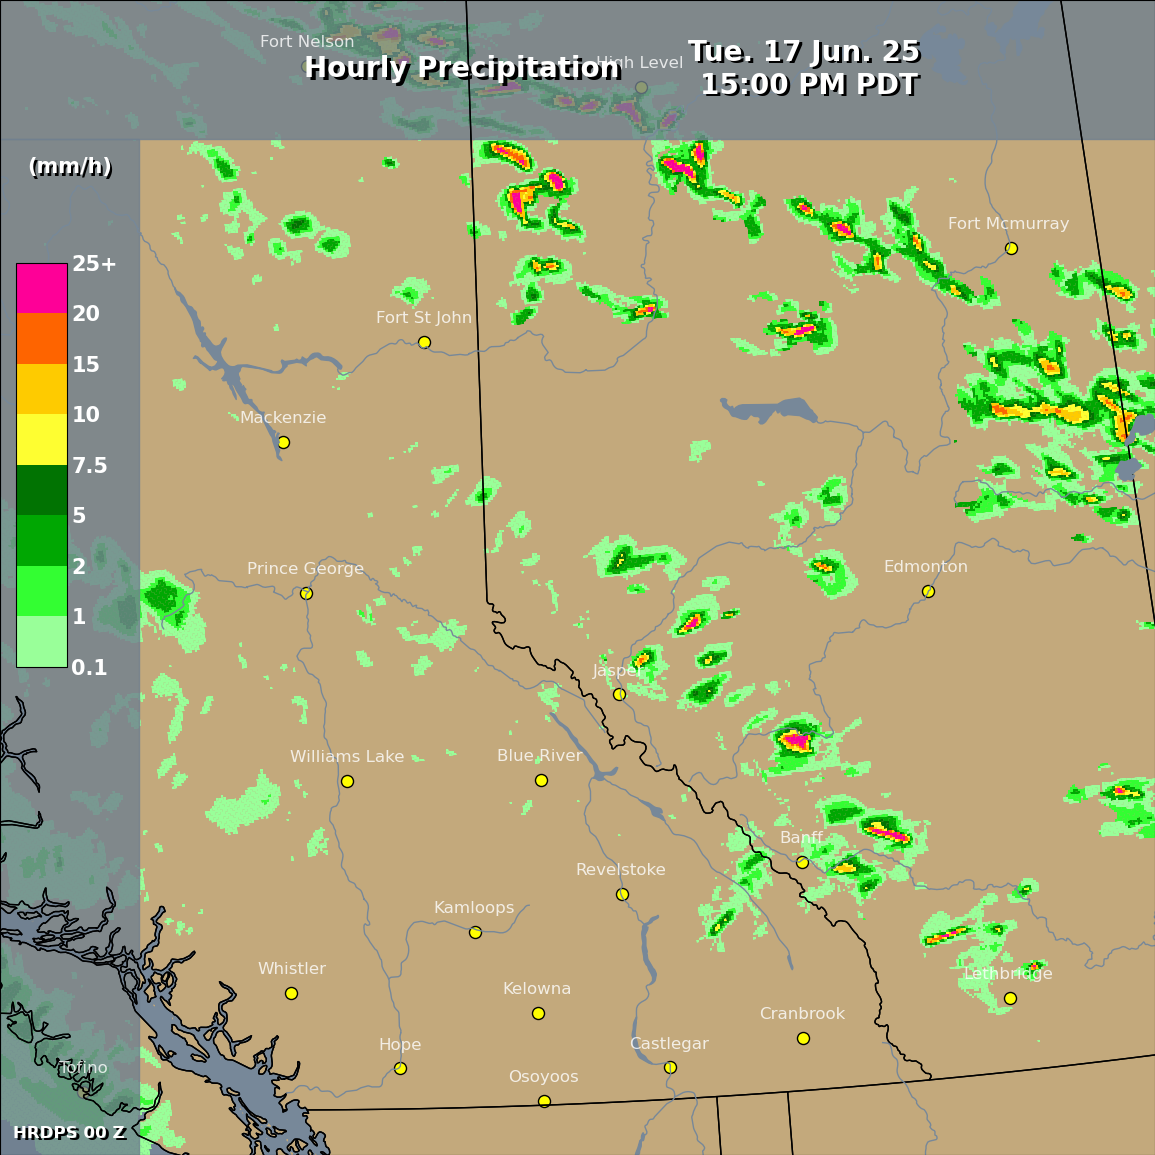 Fort Nelson
Hourly Precipitation
High Level
Tue. 17 Jun. 25
15:00 PM PDT
(mm/h)
25+
20
15
10
7.5
5
2
1
0.1
Fort Mcmurray
Fort St John
Mackenzie
Prince George
Edmonton
Jasper
Williams Lake
Blue River
Banff
Revelstoke
Kamloops
Whistler
Lethbridge
Kelowna
Cranbrook
Hope
Castlegar
Tofino
Osoyoos
HRDPS 00 Z